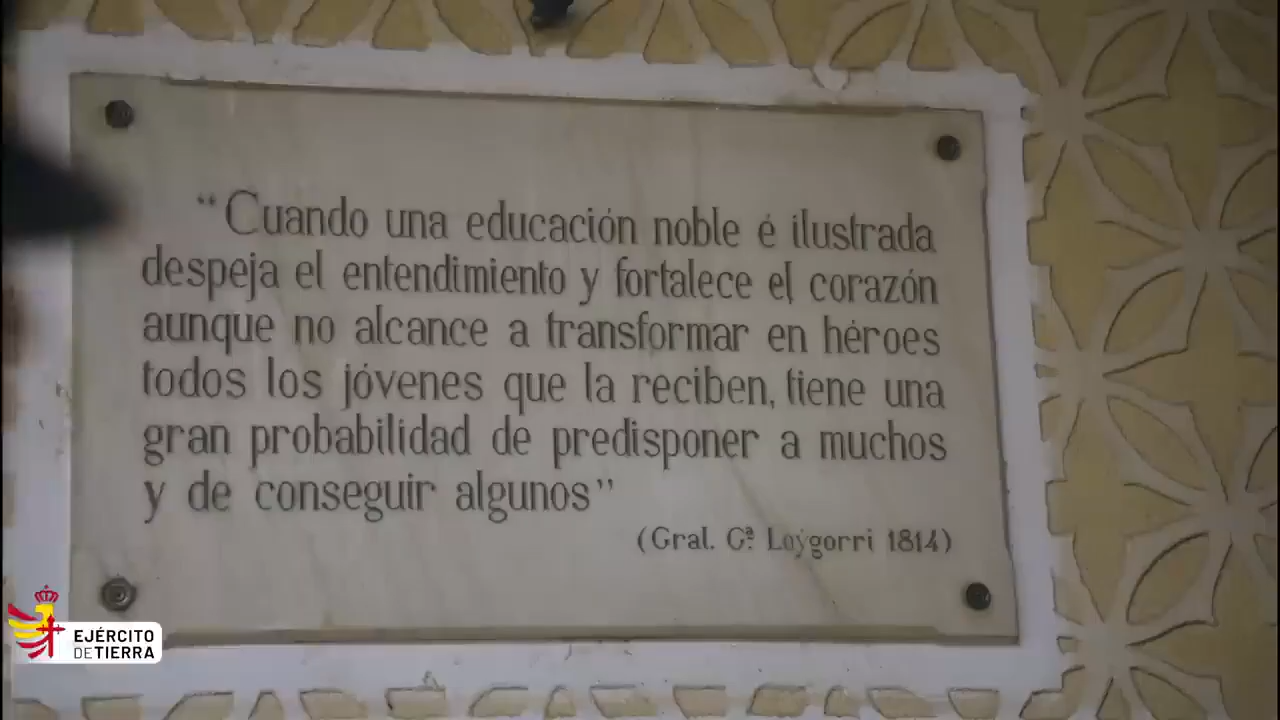 “Cuando una educación noble é ilustrada
despeja el entendimiento y fortalece el corazón
aunque no alcance a transformar en héroes
todos los jóvenes que la reciben, tiene una
gran probabilidad de predisponer a muchos
y de conseguir algunos”
(Gral. Gª. Loygorri 1814)
EJÉRCITO
DE TIERRA